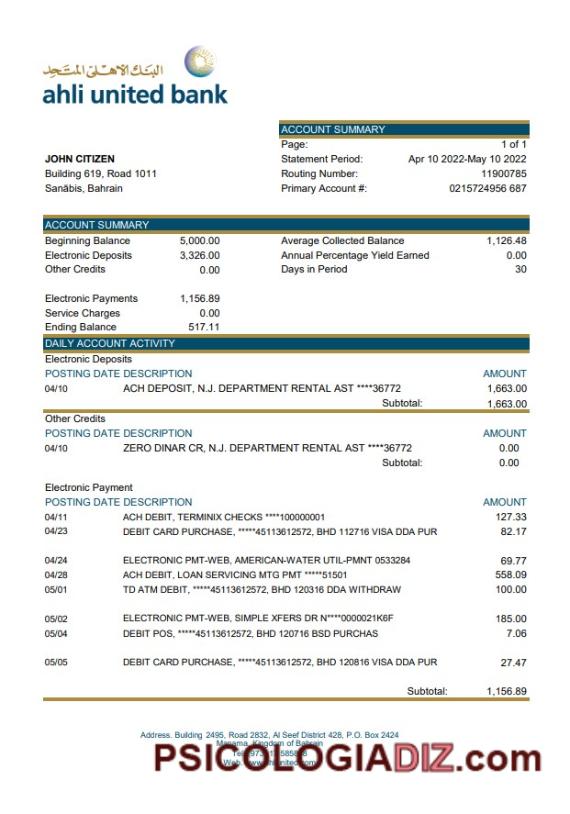 البنك الأهلي المتحد
ahli united bank
ACCOUNT SUMMARY
Page: 1 of 1
JOHN CITIZEN Statement Period: Apr 10 2022-May 10 2022
Building 619, Road 1011 Routing Number: 11900785
Sanābis, Bahrain Primary Account #: 0215724956 687
ACCOUNT SUMMARY
Beginning Balance 5,000.00 Average Collected Balance 1,126.48
Electronic Deposits 3,326.00 Annual Percentage Yield Earned 0.00
Other Credits 0.00 Days in Period 30
Electronic Payments 1,156.89
Service Charges 0.00
Ending Balance 517.11
DAILY ACCOUNT ACTIVITY
Electronic Deposits
POSTING DATE DESCRIPTION AMOUNT
04/10 ACH DEPOSIT, N.J. DEPARTMENT RENTAL AST ****36772 1,663.00
Subtotal: 1,663.00
Other Credits
POSTING DATE DESCRIPTION AMOUNT
04/10 ZERO DINAR CR, N.J. DEPARTMENT RENTAL AST ****36772 0.00
Subtotal: 0.00
Electronic Payment
POSTING DATE DESCRIPTION AMOUNT
04/11 ACH DEBIT, TERMINIX CHECKS ****100000001 127.33
04/23 DEBIT CARD PURCHASE, *****45113612572, BHD 112716 VISA DDA PUR 82.17
04/24 ELECTRONIC PMT-WEB, AMERICAN-WATER UTIL-PMNT 0533284 69.77
04/28 ACH DEBIT, LOAN SERVICING MTG PMT *****51501 558.09
05/01 TD ATM DEBIT, *****45113612572, BHD 120316 DDA WITHDRAW 100.00
05/02 ELECTRONIC PMT-WEB, SIMPLE XFERS DR N****0000021K6F 185.00
05/04 DEBIT POS, *****45113612572, BHD 120716 BSD PURCHAS 7.06
05/05 DEBIT CARD PURCHASE, *****45113612572, BHD 120816 VISA DDA PUR 27.47
Subtotal: 1,156.89
Address. Building 2495, Road 2832, Al Seef District 428, P.O. Box 2424
Manama, Kingdom of Bahrain
PSICOLOGIADIZ.com